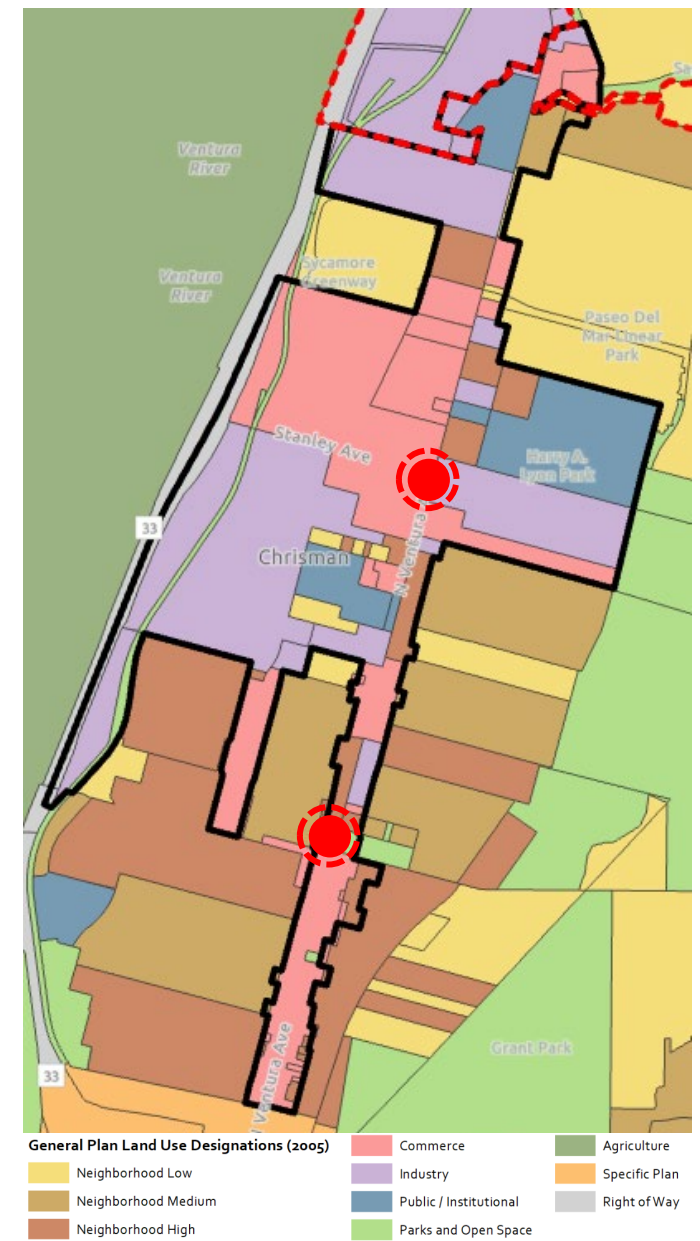 Sa
Ventura
River
Ventura
River
Sycamore
Greenway
Paseo Del
Mar Linear
Park
Stanley Ave
Harry A.
Lyon Park
33
N Ventura
Chrisman
33
Grant Park
N Ventura Ave
General Plan Land Use Designations (2005)
Neighborhood Low
Neighborhood Medium
Neighborhood High
Commerce
Industry
Public / Institutional
Parks and Open Space
Agriculture
Specific Plan
Right of Way